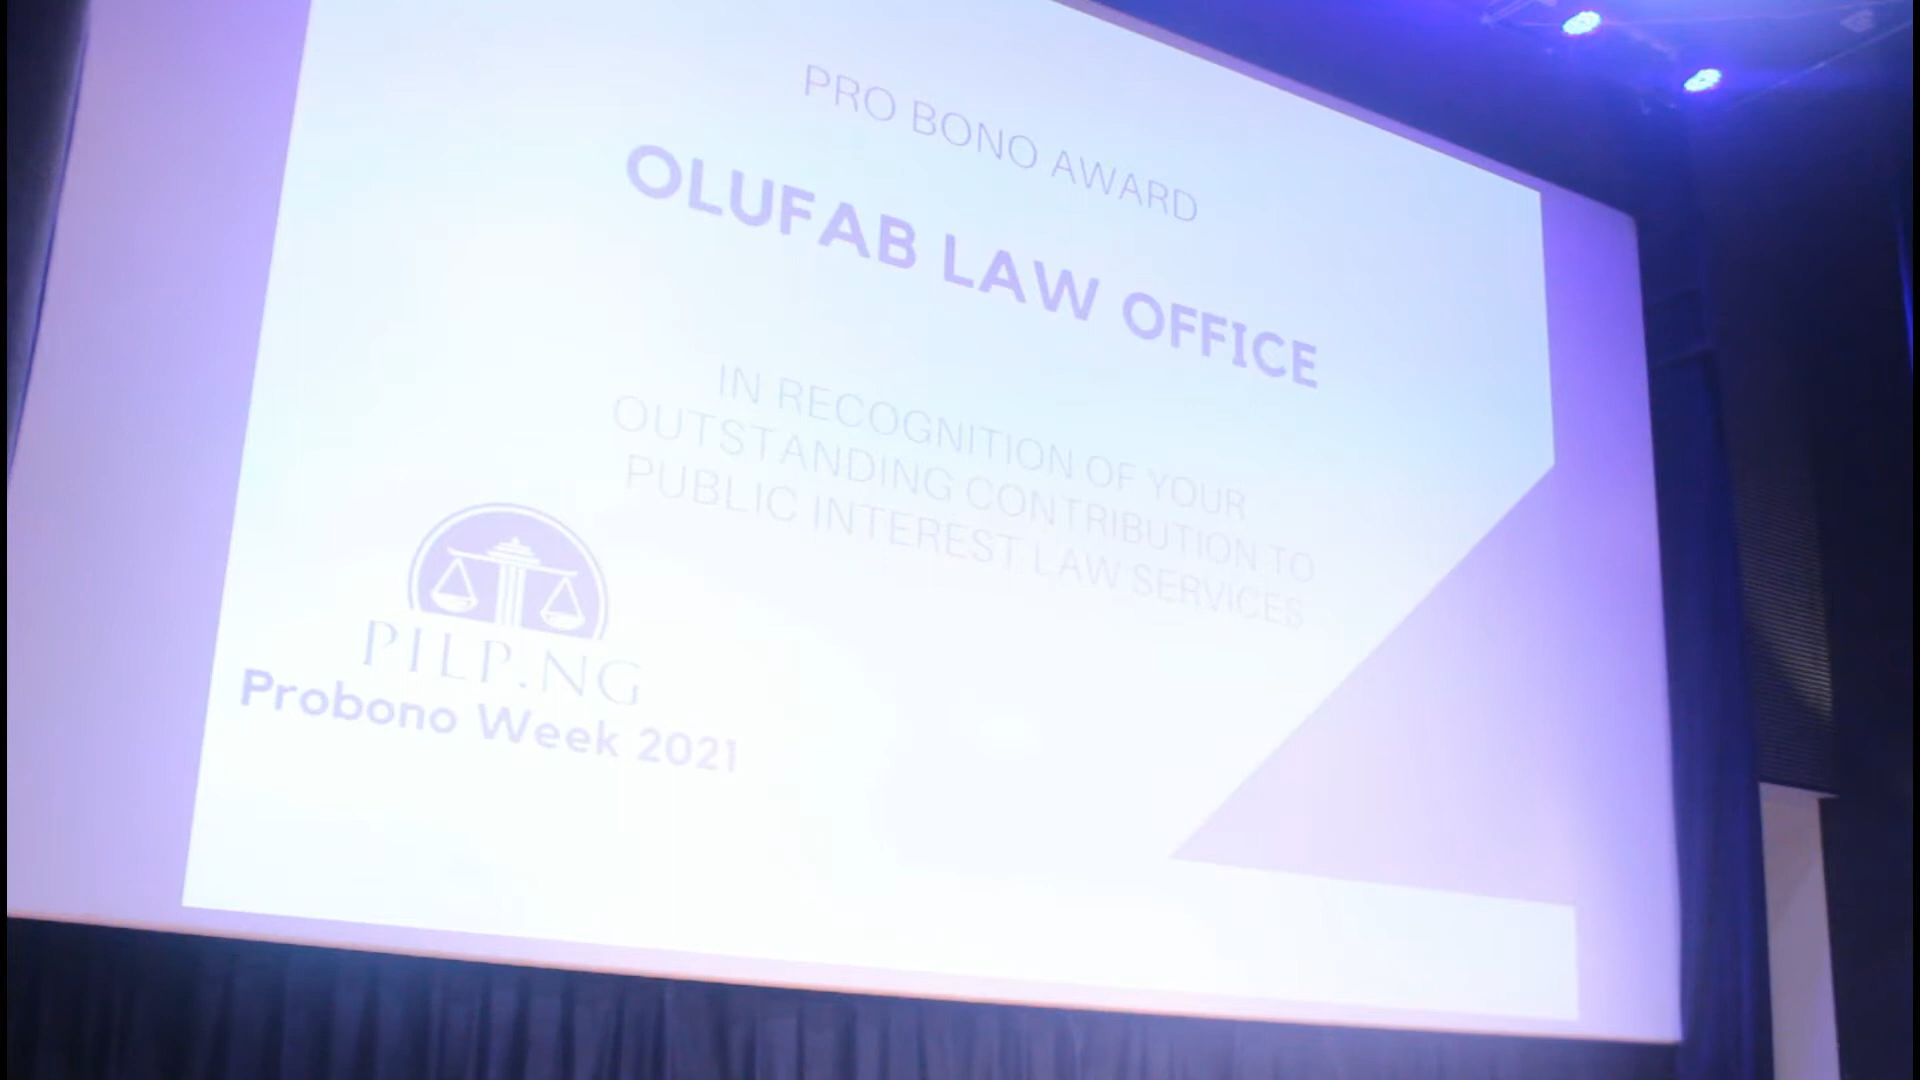 PRO BONO AWARD
OLUFAB LAW OFFICE
IN RECOGNITION OF YOUR
OUTSTANDING CONTRIBUTION TO
PUBLIC INTEREST LAW SERVICES
PILP.NG
Probono Week 2021